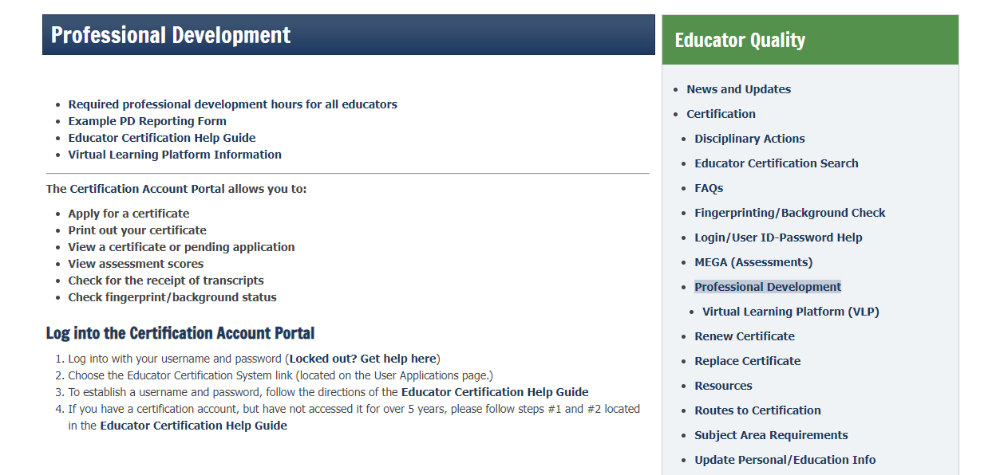 Professional Development
Required professional development hours for all educators
Example PD Reporting Form
Educator Certification Help Guide
Virtual Learning Platform Information
The Certification Account Portal allows you to:
Apply for a certificate
Print out your certificate
View a certificate or pending application
View assessment scores
Check for the receipt of transcripts
Check fingerprint/background status
Log into the Certification Account Portal
1. Log into with your username and password (Locked out? Get help here)
2. Choose the Educator Certification System link (located on the User Applications page.)
3. To establish a username and password, follow the directions of the Educator Certification Help Guide
4. If you have a certification account, but have not accessed it for over 5 years, please follow steps #1 and #2 located
in the Educator Certification Help Guide
Educator Quality
News and Updates
Certification
Disciplinary Actions
Educator Certification Search
FAQs
Fingerprinting/Background Check
Login/User ID-Password Help
MEGA (Assessments)
Professional Development
Virtual Learning Platform (VLP)
Renew Certificate
Replace Certificate
Resources
Routes to Certification
Subject Area Requirements
Update Personal/Education Info